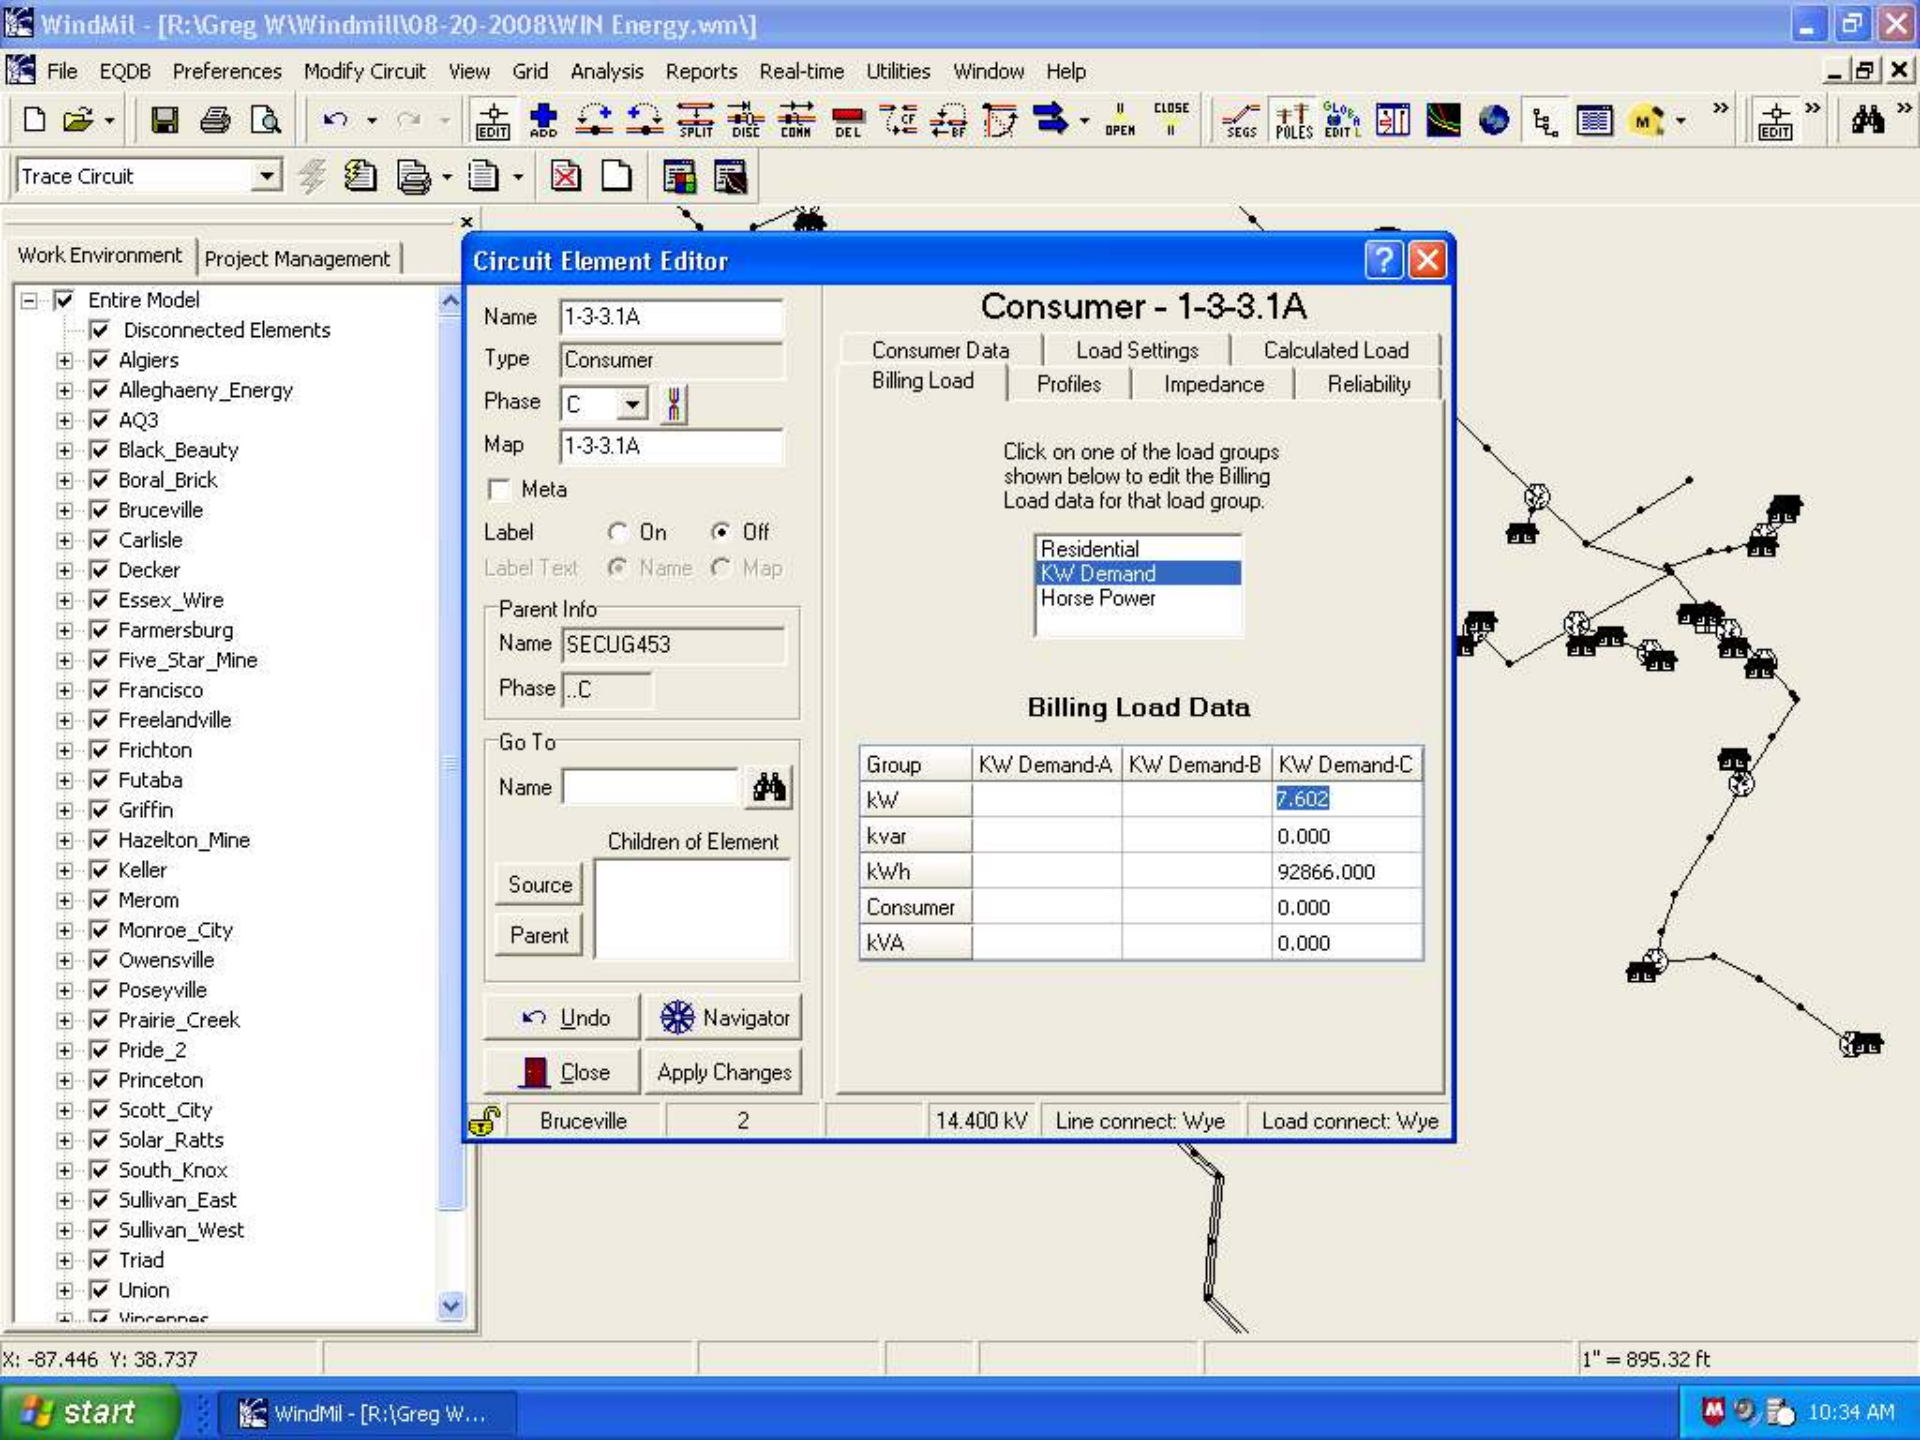 WindMil - [R:\Greg W\Windmill\08-20-2008\WIN Energy.wm\]
File EQDB Preferences Modify Circuit View Grid Analysis Reports Real-time Utilities Window Help
EDIT ADD SPLIT DISC CONN DEL CF BF OPEN CLOSE SEGS POLES GLOBAL EDIT M EDIT
Trace Circuit
Work Environment Project Management
Entire Model
Disconnected Elements
Algiers
Alleghaeny_Energy
AQ3
Black_Beauty
Boral_Brick
Bruceville
Carlisle
Decker
Essex_Wire
Farmersburg
Five_Star_Mine
Francisco
Freelandville
Frichton
Futaba
Griffin
Hazelton_Mine
Keller
Merom
Monroe_City
Owensville
Poseyville
Prairie_Creek
Pride_2
Princeton
Scott_City
Solar_Ratts
South_Knox
Sullivan_East
Sullivan_West
Triad
Union
Vincennes
Circuit Element Editor
Name 1-3-3.1A
Type Consumer
Phase C
Map 1-3-3.1A
Meta
Label On Off
Label Text Name Map
Parent Info
Name SECUG453
Phase ..C
Go To
Name
Children of Element
Source
Parent
Undo Navigator
Close Apply Changes
Consumer - 1-3-3.1A
Consumer Data Load Settings Calculated Load
Billing Load Profiles Impedance Reliability
Click on one of the load groups
shown below to edit the Billing
Load data for that load group.
Residential
KW Demand
Horse Power
Billing Load Data
Group KW Demand-A KW Demand-B KW Demand-C
kW 7.602
kvar 0.000
kWh 92866.000
Consumer 0.000
kVA 0.000
Bruceville 2 14.400 kV Line connect: Wye Load connect: Wye
X: -87.446 Y: 38.737 1" = 895.32 ft
start WindMil - [R:\Greg W... 10:34 AM